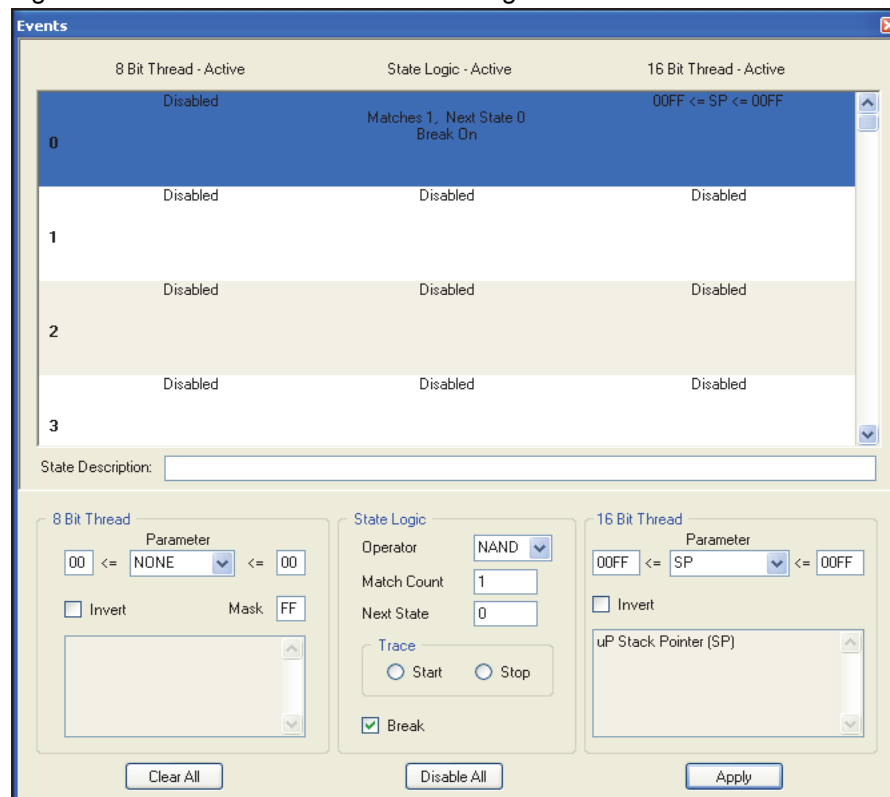 Events
8 Bit Thread - Active State Logic - Active 16 Bit Thread - Active
Disabled 00FF <= SP <= 00FF
Matches 1, Next State 0
Break On
0
Disabled Disabled Disabled
1
Disabled Disabled Disabled
2
Disabled Disabled Disabled
3
State Description:
8 Bit Thread
Parameter
00 <= NONE <= 00
Invert Mask FF
State Logic
Operator NAND
Match Count 1
Next State 0
Trace
Start Stop
Break
16 Bit Thread
Parameter
00FF <= SP <= 00FF
Invert
uP Stack Pointer (SP)
Clear All Disable All Apply